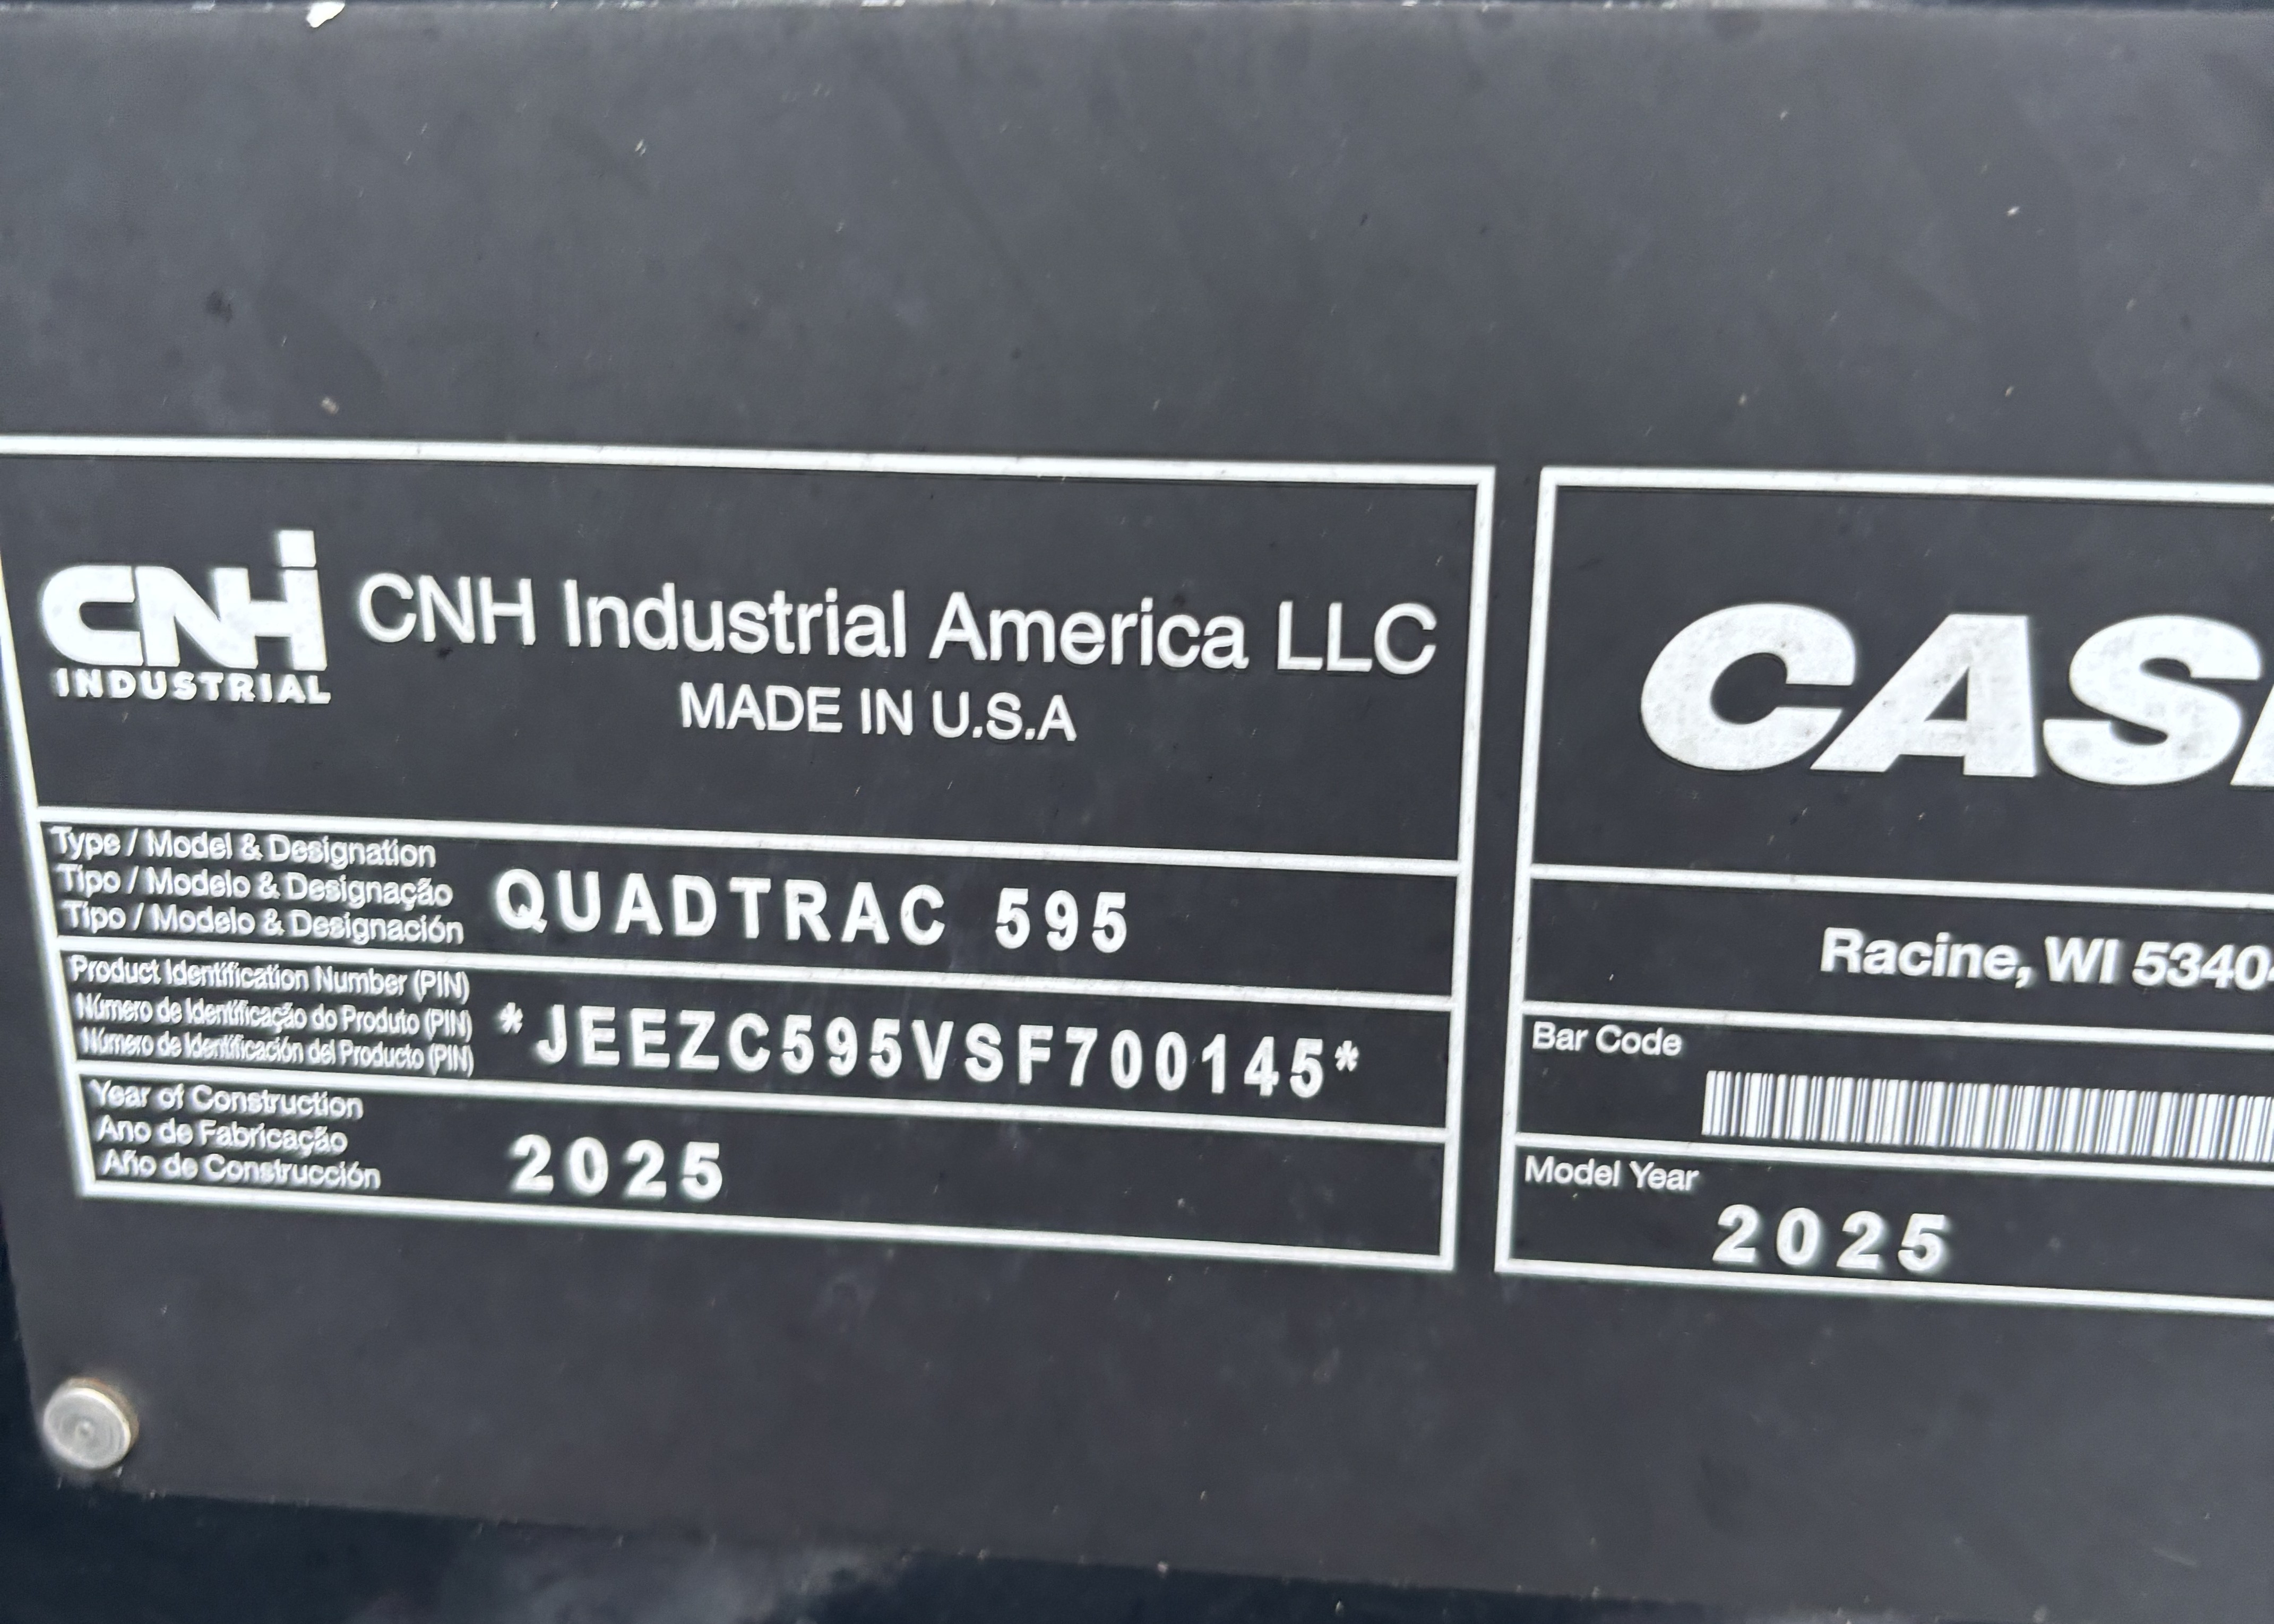 CNH
INDUSTRIAL
CNH Industrial America LLC
MADE IN U.S.A
Type / Model & Designation
Tipo / Modelo & Designação
Tipo / Modelo & Designación
QUADTRAC 595
Product Identification Number (PIN)
Número de Identificação do Produto (PIN)
Número de Identificación del Producto (PIN)
*JEEZC595VSF700145*
Year of Construction
Ano de Fabricação
Año de Construcción
2025
CAS
Racine, WI 5340
Bar Code
Model Year
2025